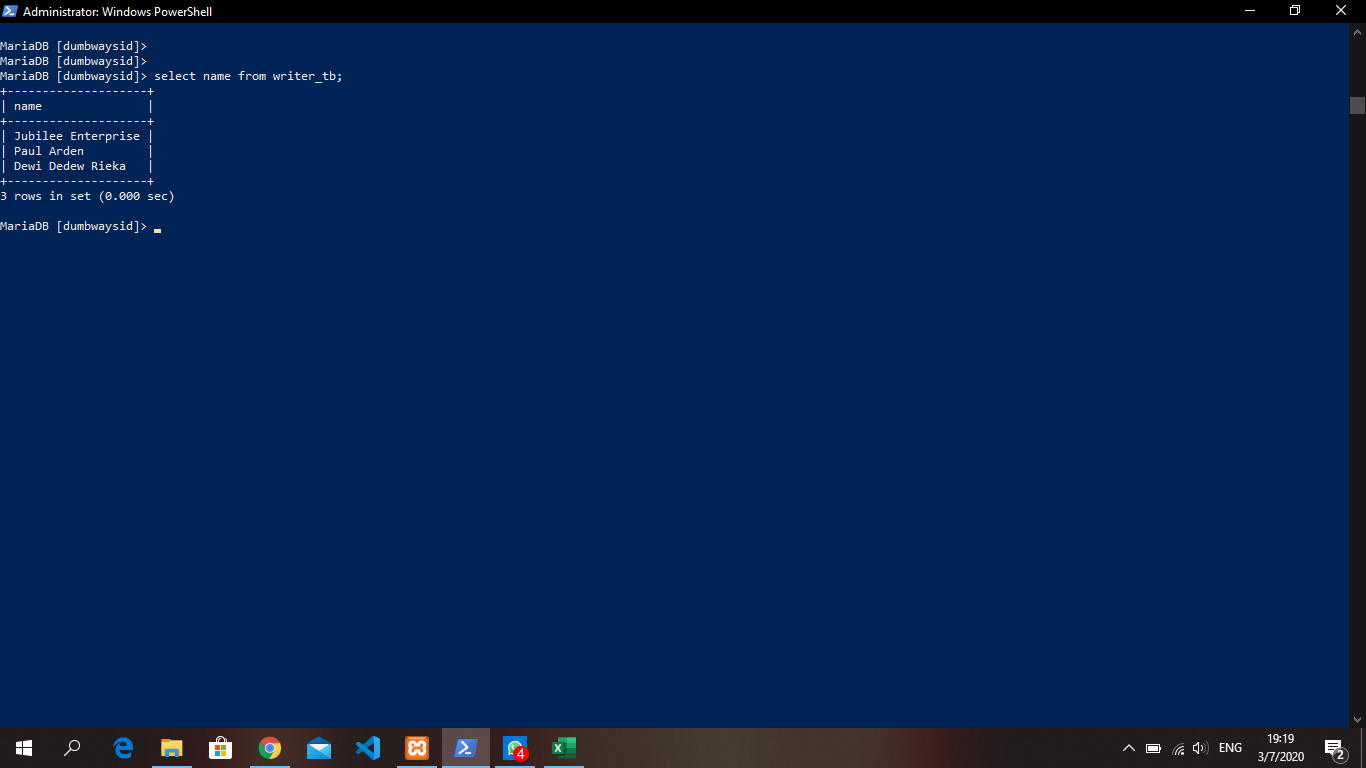 Administrator: Windows PowerShell
MariaDB [dumbwaysid]>
MariaDB [dumbwaysid]>
MariaDB [dumbwaysid]> select name from writer_tb;
+--------------------+
| name               |
+--------------------+
| Jubilee Enterprise |
| Paul Arden         |
| Dewi Dedew Rieka   |
+--------------------+
3 rows in set (0.000 sec)
MariaDB [dumbwaysid]>
4
ENG
19:19
3/7/2020
2